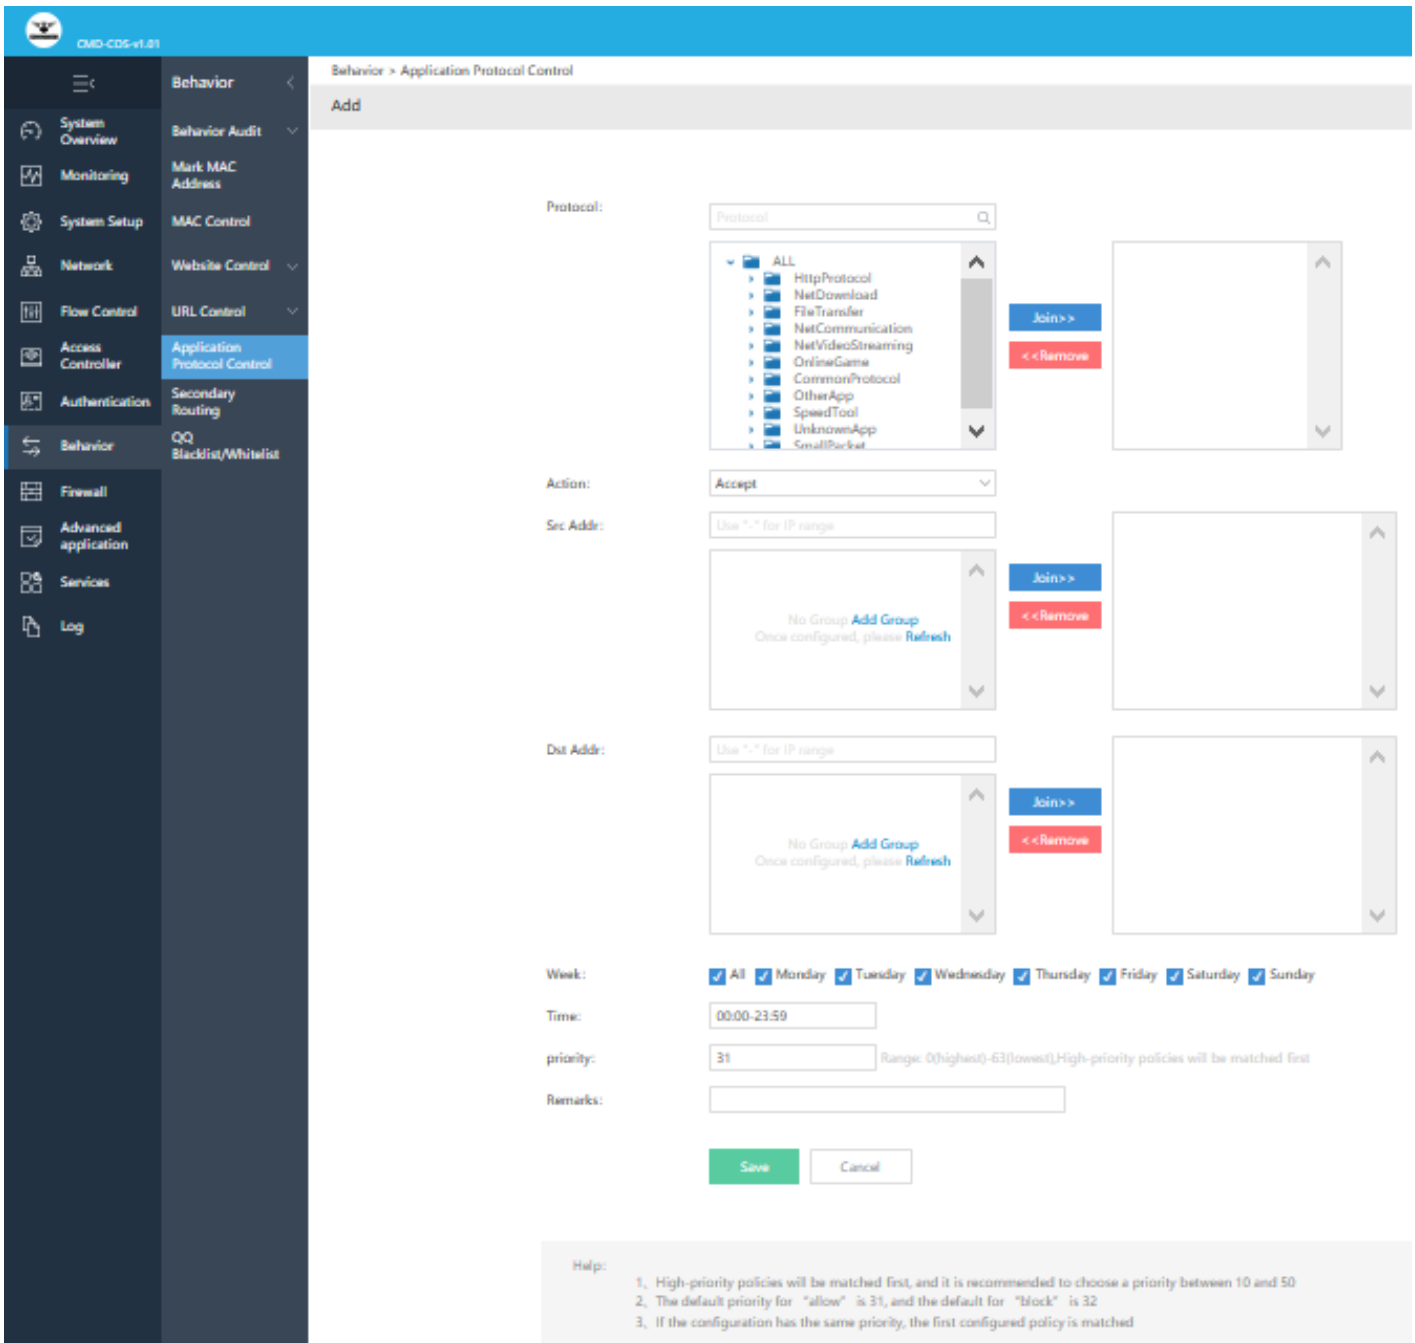 CMD-CDS-v1.01
Behavior
Behavior > Application Protocol Control
Add
System
Overview
Monitoring
System Setup
Network
Flow Control
Access
Controller
Authentication
Behavior
Firewall
Advanced
application
Services
Log
Behavior Audit
Mark MAC
Address
MAC Control
Website Control
URL Control
Application
Protocol Control
Secondary
Routing
QQ
Blacklist/Whitelist
Protocol:
Protocol
ALL
HttpProtocol
NetDownload
FileTransfer
NetCommunication
NetVideoStreaming
OnlineGame
CommonProtocol
OtherApp
SpeedTool
UnknownApp
SmallPacket
Join>>
<<Remove
Action:
Accept
Src Addr:
Use "-" for IP range
No Group Add Group
Once configured, please Refresh
Join>>
<<Remove
Dst Addr:
Use "-" for IP range
No Group Add Group
Once configured, please Refresh
Join>>
<<Remove
Week:
All Monday Tuesday Wednesday Thursday Friday Saturday Sunday
Time:
00:00-23:59
priority:
31
Range: 0(highest)-63(lowest),High-priority policies will be matched first
Remarks:
Save
Cancel
Help:
1、High-priority policies will be matched first, and it is recommended to choose a priority between 10 and 50
2、The default priority for “allow” is 31, and the default for “block” is 32
3、If the configuration has the same priority, the first configured policy is matched